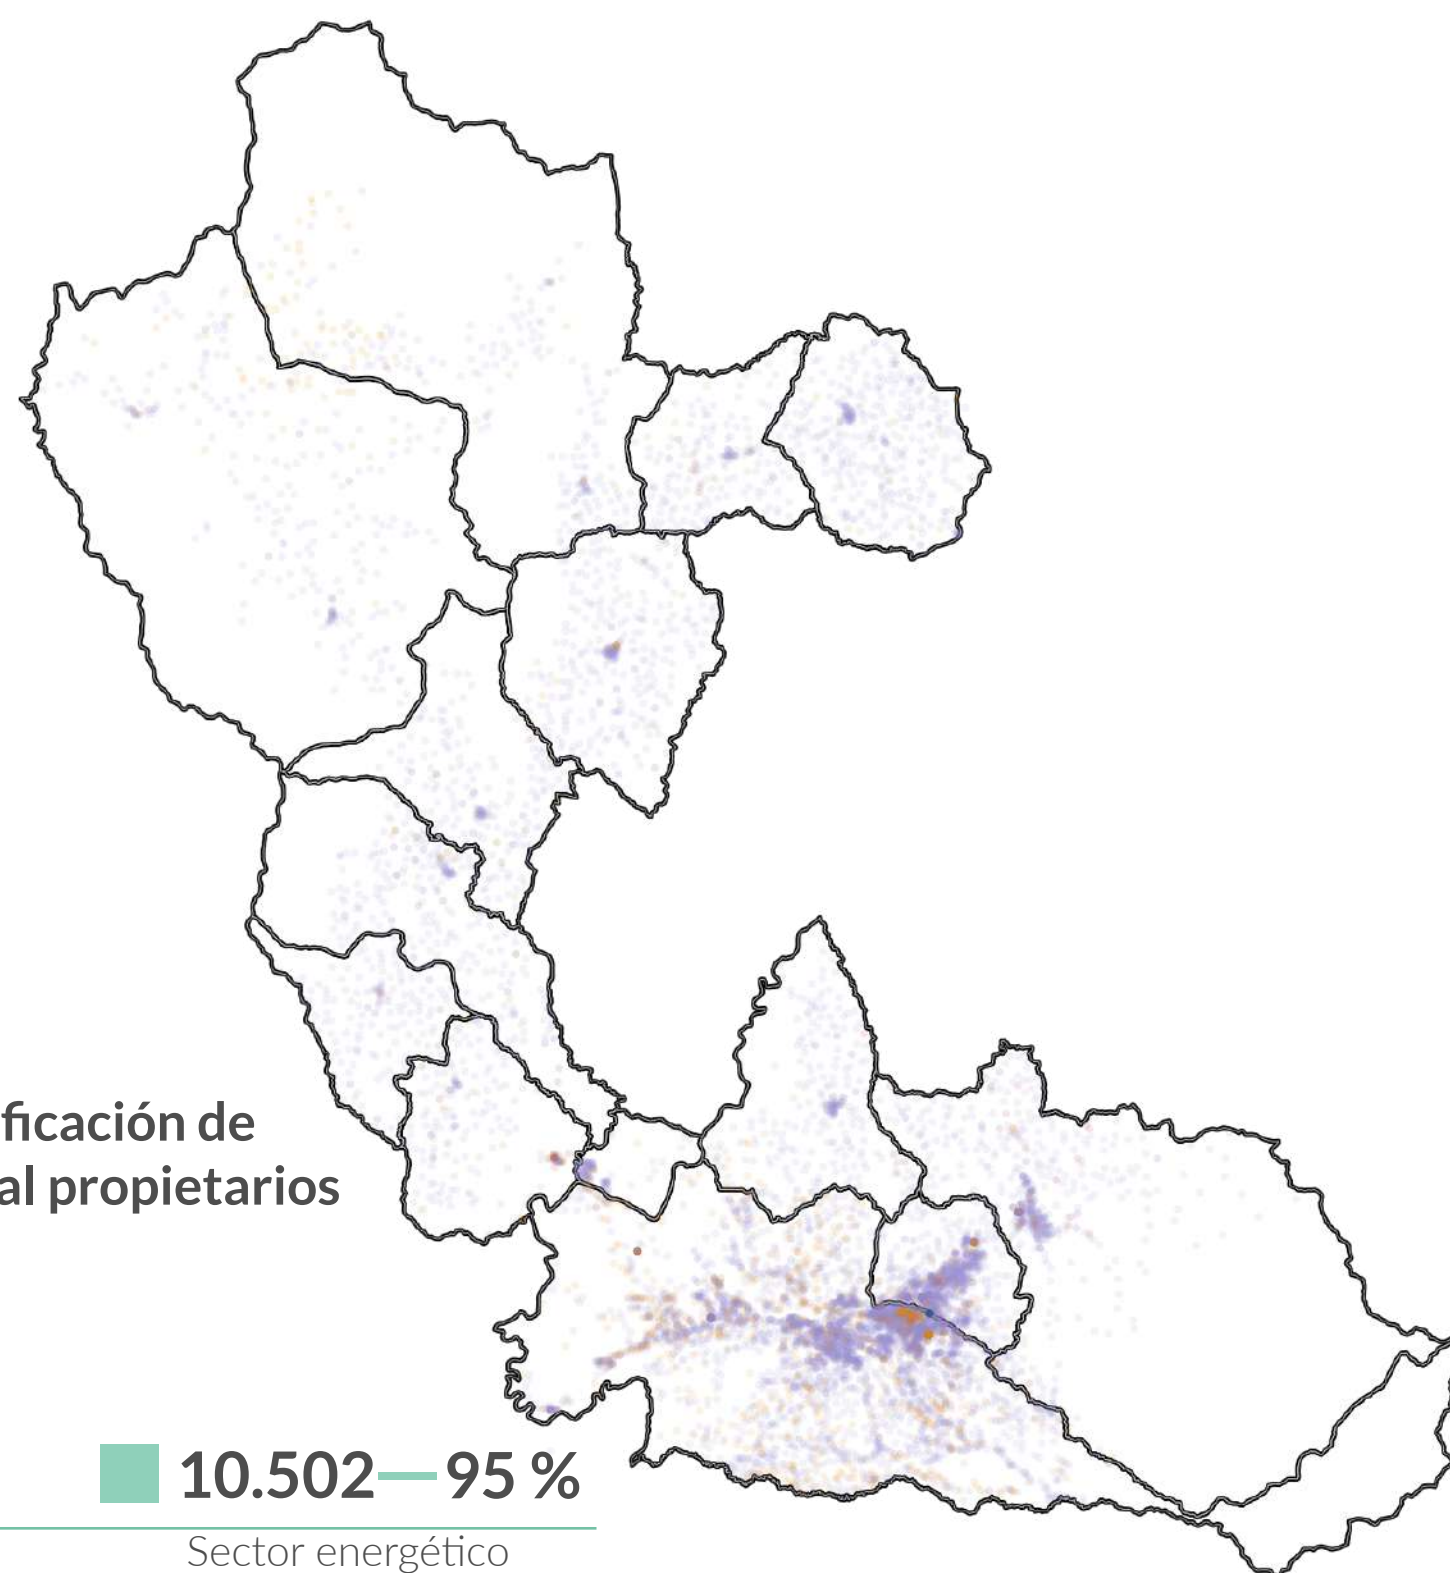 ficación de
al propietarios
10.502—95 %
Sector energético